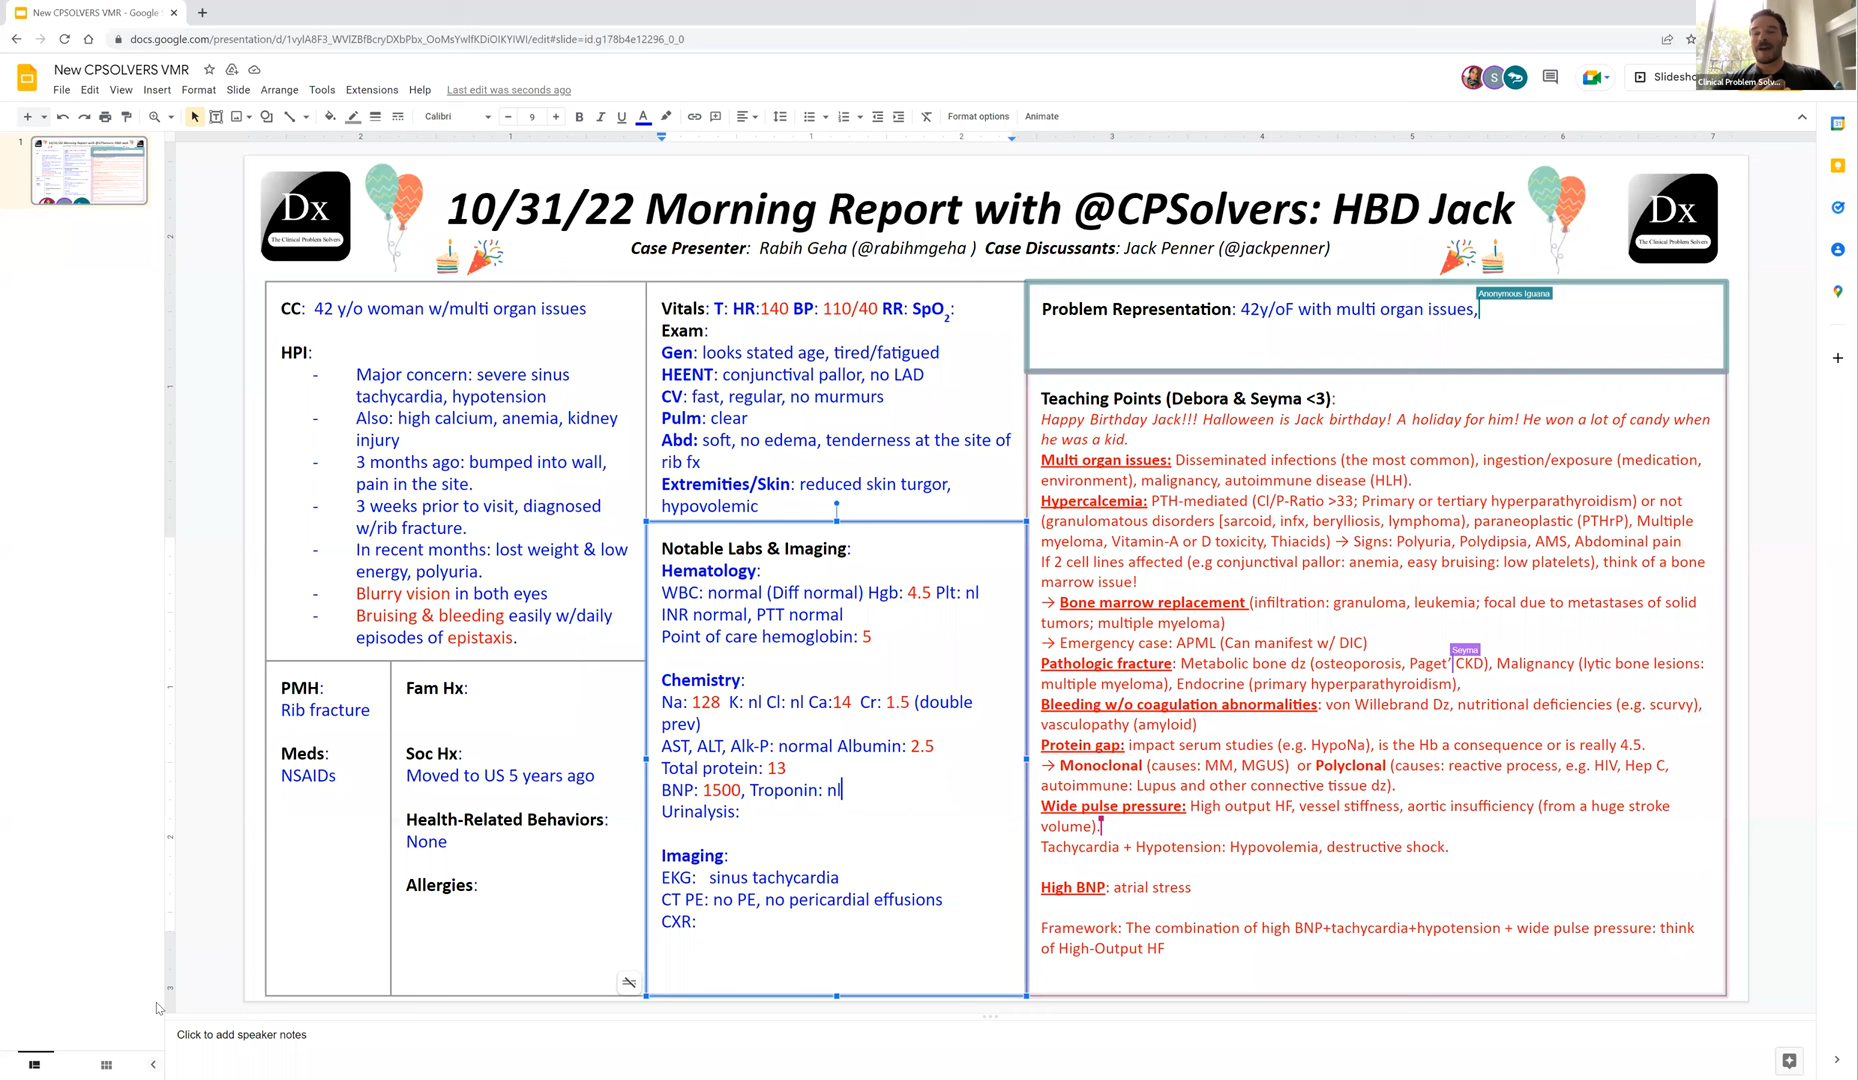 New CPSOLVERS VMR - Google
docs.google.com/presentation/d/1vylA8F3_WVlZBfBcryDXbPbx_OoMsYwlfKDiOIKYIWI/edit#slide=id.g178b4e12296_0_0
New CPSOLVERS VMR
File Edit View Insert Format Slide Arrange Tools Extensions Help Last edit was seconds ago
S
Slidesho
Clinical Problem Solv...
Calibri 9 Format options Animate
1
Dx
The Clinical Problem Solvers
10/31/22 Morning Report with @CPSolvers: HBD Jack
Case Presenter: Rabih Geha (@rabihmgeha ) Case Discussants: Jack Penner (@jackpenner)
Dx
The Clinical Problem Solvers
CC: 42 y/o woman w/multi organ issues
HPI:
- Major concern: severe sinus
tachycardia, hypotension
- Also: high calcium, anemia, kidney
injury
- 3 months ago: bumped into wall,
pain in the site.
- 3 weeks prior to visit, diagnosed
w/rib fracture.
- In recent months: lost weight & low
energy, polyuria.
- Blurry vision in both eyes
- Bruising & bleeding easily w/daily
episodes of epistaxis.
PMH:
Rib fracture
Meds:
NSAIDs
Fam Hx:
Soc Hx:
Moved to US 5 years ago
Health-Related Behaviors:
None
Allergies:
Vitals: T: HR:140 BP: 110/40 RR: SpO2:
Exam:
Gen: looks stated age, tired/fatigued
HEENT: conjunctival pallor, no LAD
CV: fast, regular, no murmurs
Pulm: clear
Abd: soft, no edema, tenderness at the site of
rib fx
Extremities/Skin: reduced skin turgor,
hypovolemic
Notable Labs & Imaging:
Hematology:
WBC: normal (Diff normal) Hgb: 4.5 Plt: nl
INR normal, PTT normal
Point of care hemoglobin: 5
Chemistry:
Na: 128 K: nl Cl: nl Ca:14 Cr: 1.5 (double
prev)
AST, ALT, Alk-P: normal Albumin: 2.5
Total protein: 13
BNP: 1500, Troponin: nl
Urinalysis:
Imaging:
EKG: sinus tachycardia
CT PE: no PE, no pericardial effusions
CXR:
Anonymous Iguana
Problem Representation: 42y/oF with multi organ issues,
Teaching Points (Debora & Seyma <3):
Happy Birthday Jack!!! Halloween is Jack birthday! A holiday for him! He won a lot of candy when
he was a kid.
Multi organ issues: Disseminated infections (the most common), ingestion/exposure (medication,
environment), malignancy, autoimmune disease (HLH).
Hypercalcemia: PTH-mediated (Cl/P-Ratio >33; Primary or tertiary hyperparathyroidism) or not
(granulomatous disorders [sarcoid, infx, berylliosis, lymphoma), paraneoplastic (PTHrP), Multiple
myeloma, Vitamin-A or D toxicity, Thiacids) → Signs: Polyuria, Polydipsia, AMS, Abdominal pain
If 2 cell lines affected (e.g conjunctival pallor: anemia, easy bruising: low platelets), think of a bone
marrow issue!
→ Bone marrow replacement (infiltration: granuloma, leukemia; focal due to metastases of solid
tumors; multiple myeloma)
→ Emergency case: APML (Can manifest w/ DIC)
Seyma
Pathologic fracture: Metabolic bone dz (osteoporosis, Paget' CKD), Malignancy (lytic bone lesions:
multiple myeloma), Endocrine (primary hyperparathyroidism),
Bleeding w/o coagulation abnormalities: von Willebrand Dz, nutritional deficiencies (e.g. scurvy),
vasculopathy (amyloid)
Protein gap: impact serum studies (e.g. HypoNa), is the Hb a consequence or is really 4.5.
→ Monoclonal (causes: MM, MGUS) or Polyclonal (causes: reactive process, e.g. HIV, Hep C,
autoimmune: Lupus and other connective tissue dz).
Wide pulse pressure: High output HF, vessel stiffness, aortic insufficiency (from a huge stroke
volume).
Tachycardia + Hypotension: Hypovolemia, destructive shock.
High BNP: atrial stress
Framework: The combination of high BNP+tachycardia+hypotension + wide pulse pressure: think
of High-Output HF
Click to add speaker notes